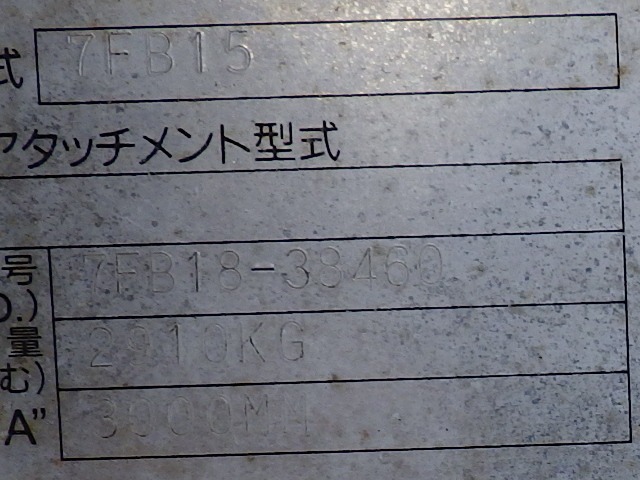 式 7FB15
アタッチメント型式
号 7FB18-38460
O.)
量 2910KG
む)
A" 3000MM